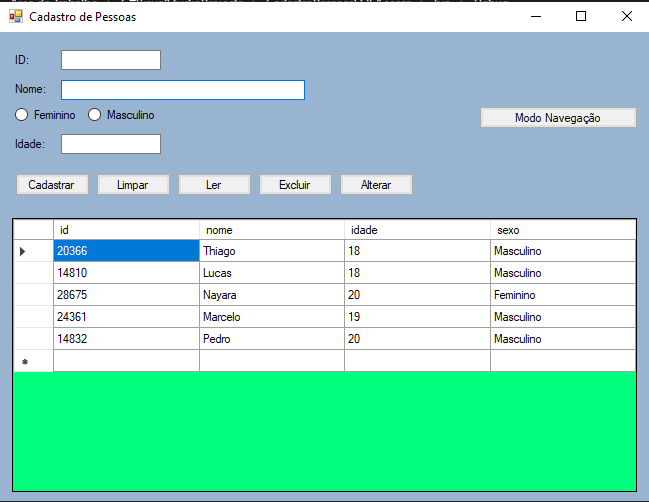 Cadastro de Pessoas
ID:
Nome:
Feminino Masculino
Modo Navegação
Idade:
Cadastrar Limpar Ler Excluir Alterar
id nome idade sexo
20366 Thiago 18 Masculino
14810 Lucas 18 Masculino
28675 Nayara 20 Feminino
24361 Marcelo 19 Masculino
14832 Pedro 20 Masculino